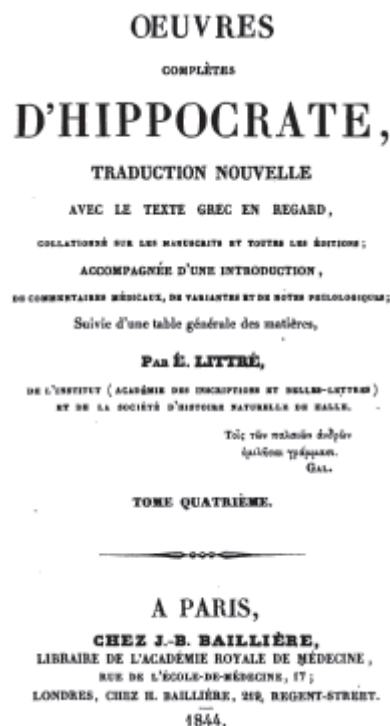 OEUVRES
COMPLÈTES
D'HIPPOCRATE,
TRADUCTION NOUVELLE
AVEC LE TEXTE GREC EN REGARD,
COLLATIONNÉ SUR LES MANUSCRITS ET TOUTES LES ÉDITIONS;
ACCOMPAGNÉE D'UNE INTRODUCTION,
DE COMMENTAIRES MÉDICAUX, DE VARIANTES ET DE NOTES PHILOLOGIQUES;
Suivie d'une table générale des matières,
PAR É. LITTRÉ,
DE L'INSTITUT (ACADÉMIE DES INSCRIPTIONS ET BELLES-LETTRES)
ET DE LA SOCIÉTÉ D'HISTOIRE NATURELLE DE HALLE.
Τοῖς τῶν παλαιῶν ἀνδρῶν
ὁμιλῆσαι γράμμασι.
GAL.
TOME QUATRIÈME.
A PARIS,
CHEZ J.-B. BAILLIÈRE,
LIBRAIRE DE L'ACADÉMIE ROYALE DE MÉDECINE,
RUE DE L'ÉCOLE-DE-MÉDECINE, 17;
LONDRES, CHEZ H. BAILLIÈRE, 219, REGENT-STREET.
1844.